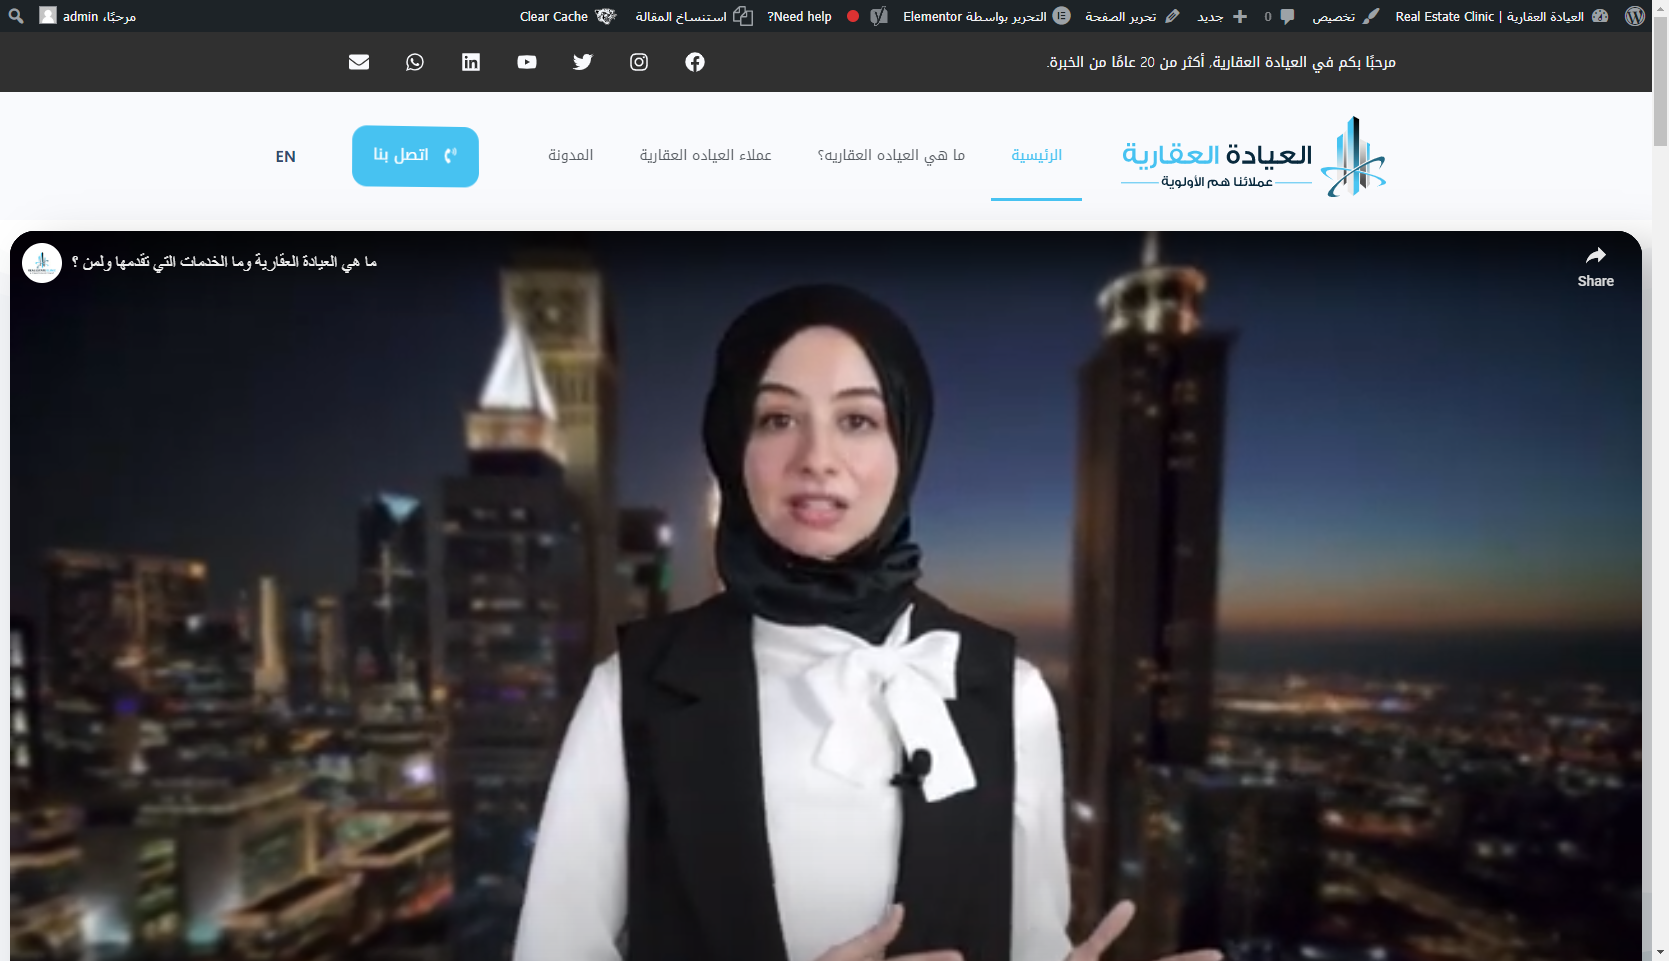 العيادة العقارية | Real Estate Clinic
تخصيص
0
جديد
تحرير الصفحة
التحرير بواسطة Elementor
Need help?
استنساخ المقالة
Clear Cache
مرحبًا، admin
مرحبًا بكم في العيادة العقارية, أكثر من 20 عامًا من الخبرة.
العيادة العقارية
عملائنا هم الأولوية
الرئيسية
ما هي العياده العقاريه؟
عملاء العياده العقارية
المدونة
اتصل بنا
EN
ما هي العيادة العقارية وما الخدمات التي تقدمها ولمن ؟
Share